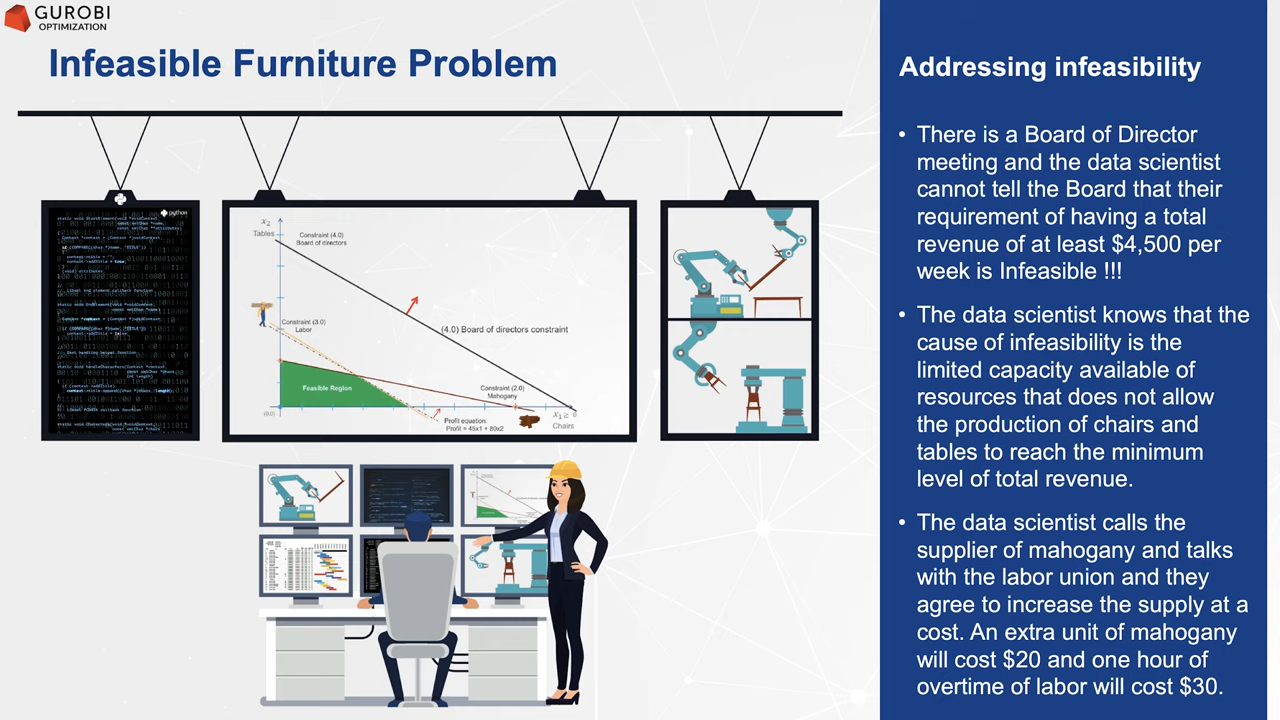 GUROBI
OPTIMIZATION
Infeasible Furniture Problem
python
x₂
Tables
Constraint (4.0)
Board of directors
Constraint (3.0)
Labor
(4.0) Board of directors constraint
Feasible Region
Constraint (2.0)
Mahogany
(0,0)
Profit equation:
Profit = 45x1 + 80x2
x₁ ≥ 0
Chairs
Addressing infeasibility
• There is a Board of Director
meeting and the data scientist
cannot tell the Board that their
requirement of having a total
revenue of at least $4,500 per
week is Infeasible !!!
• The data scientist knows that the
cause of infeasibility is the
limited capacity available of
resources that does not allow
the production of chairs and
tables to reach the minimum
level of total revenue.
• The data scientist calls the
supplier of mahogany and talks
with the labor union and they
agree to increase the supply at a
cost. An extra unit of mahogany
will cost $20 and one hour of
overtime of labor will cost $30.